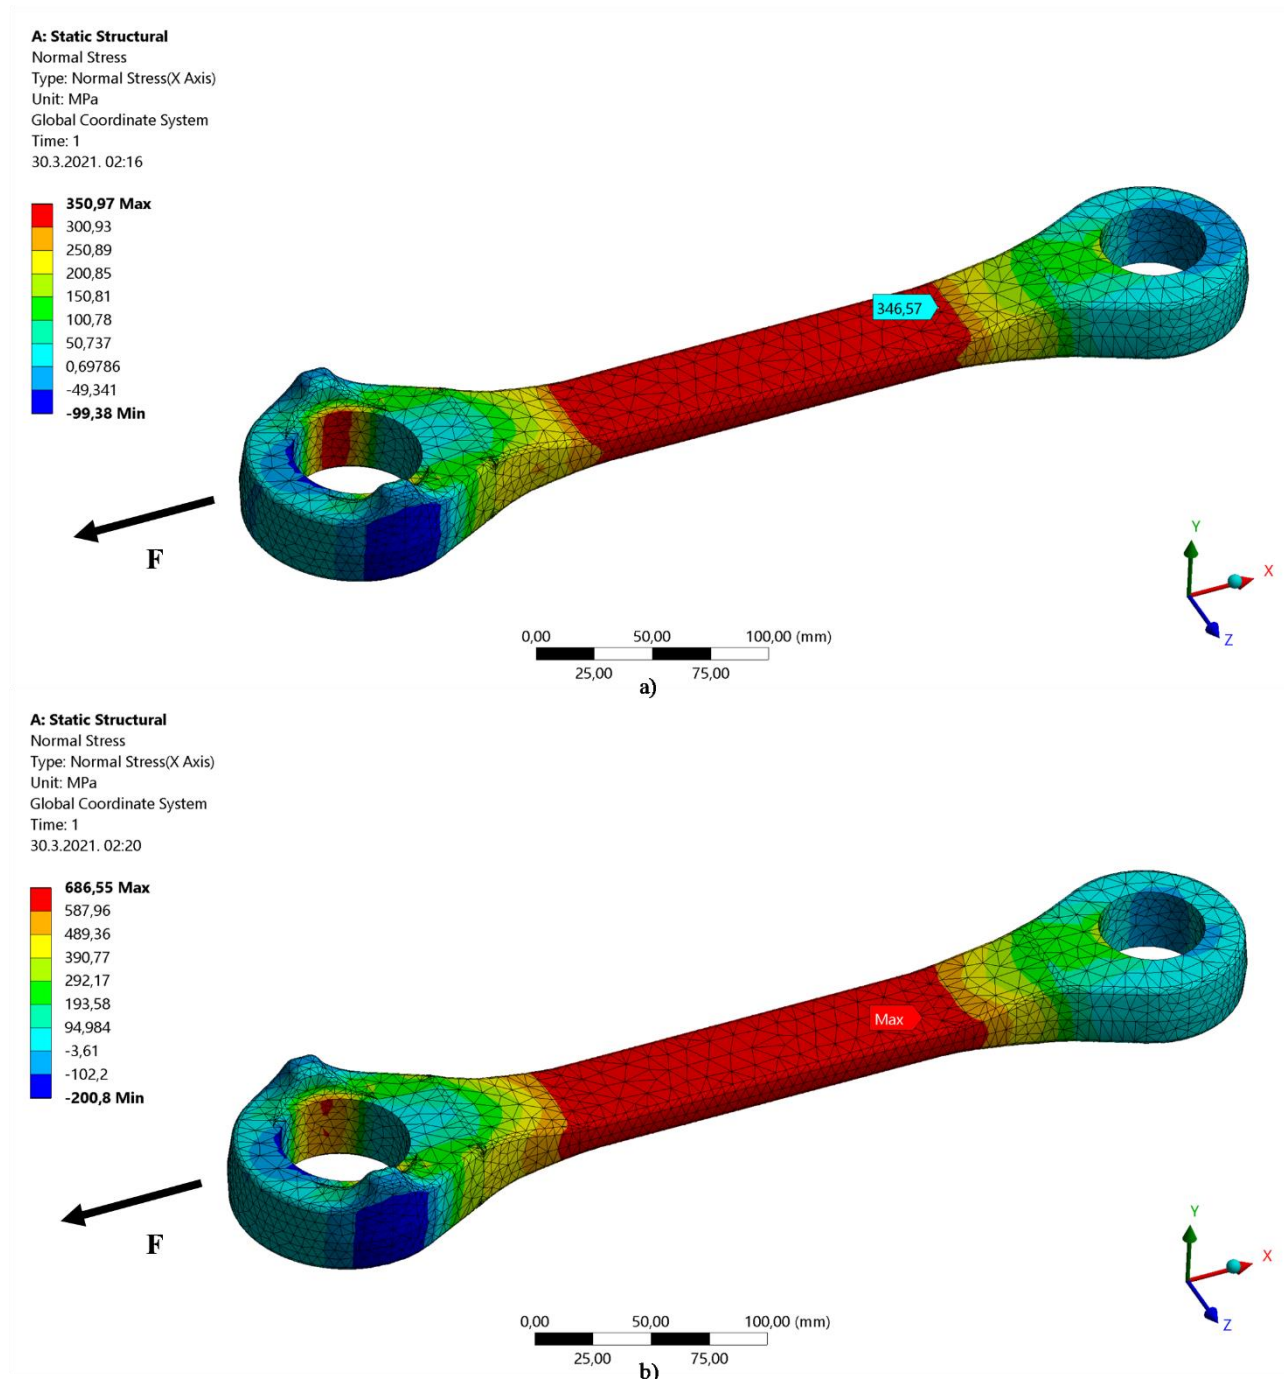 A: Static Structural
Normal Stress
Type: Normal Stress(X Axis)
Unit: MPa
Global Coordinate System
Time: 1
30.3.2021. 02:16
350,97 Max
300,93
250,89
200,85
150,81
100,78
50,737
0,69786
-49,341
-99,38 Min
346,57
F
Y
X
Z
0,00 50,00 100,00 (mm)
25,00 75,00
a)
A: Static Structural
Normal Stress
Type: Normal Stress(X Axis)
Unit: MPa
Global Coordinate System
Time: 1
30.3.2021. 02:20
686,55 Max
587,96
489,36
390,77
292,17
193,58
94,984
-3,61
-102,2
-200,8 Min
Max
F
Y
X
Z
0,00 50,00 100,00 (mm)
25,00 75,00
b)